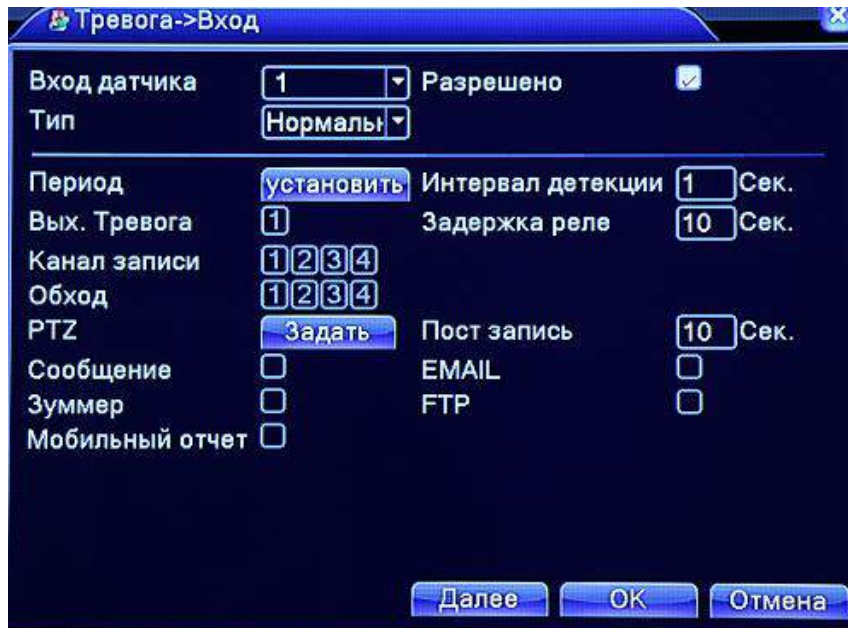 Тревога->Вход
Вход датчика 1 Разрешено
Тип Нормальн
Период установить Интервал детекции 1 Сек.
Вых. Тревога 1 Задержка реле 10 Сек.
Канал записи 1 2 3 4
Обход 1 2 3 4
PTZ Задать Пост запись 10 Сек.
Сообщение EMAIL
Зуммер FTP
Мобильный отчет
Далее OK Отмена